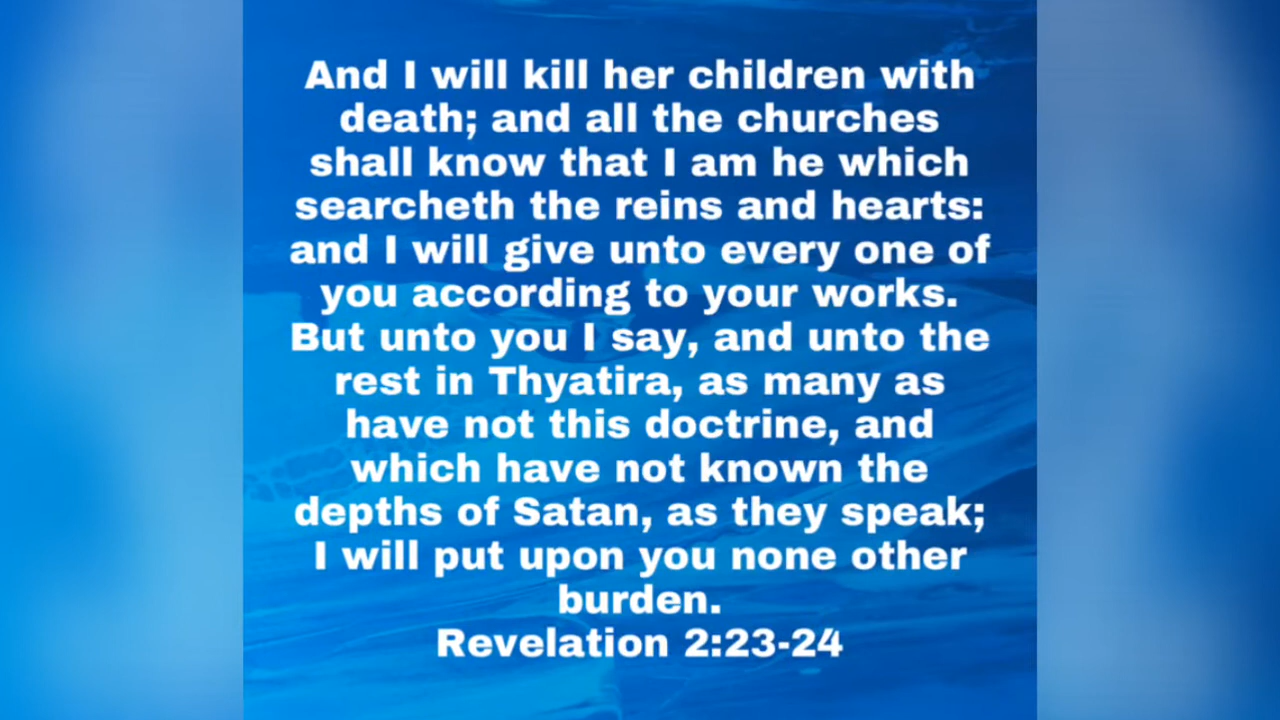 And I will kill her children with
death; and all the churches
shall know that I am he which
searcheth the reins and hearts:
and I will give unto every one of
you according to your works.
But unto you I say, and unto the
rest in Thyatira, as many as
have not this doctrine, and
which have not known the
depths of Satan, as they speak;
I will put upon you none other
burden.
Revelation 2:23-24